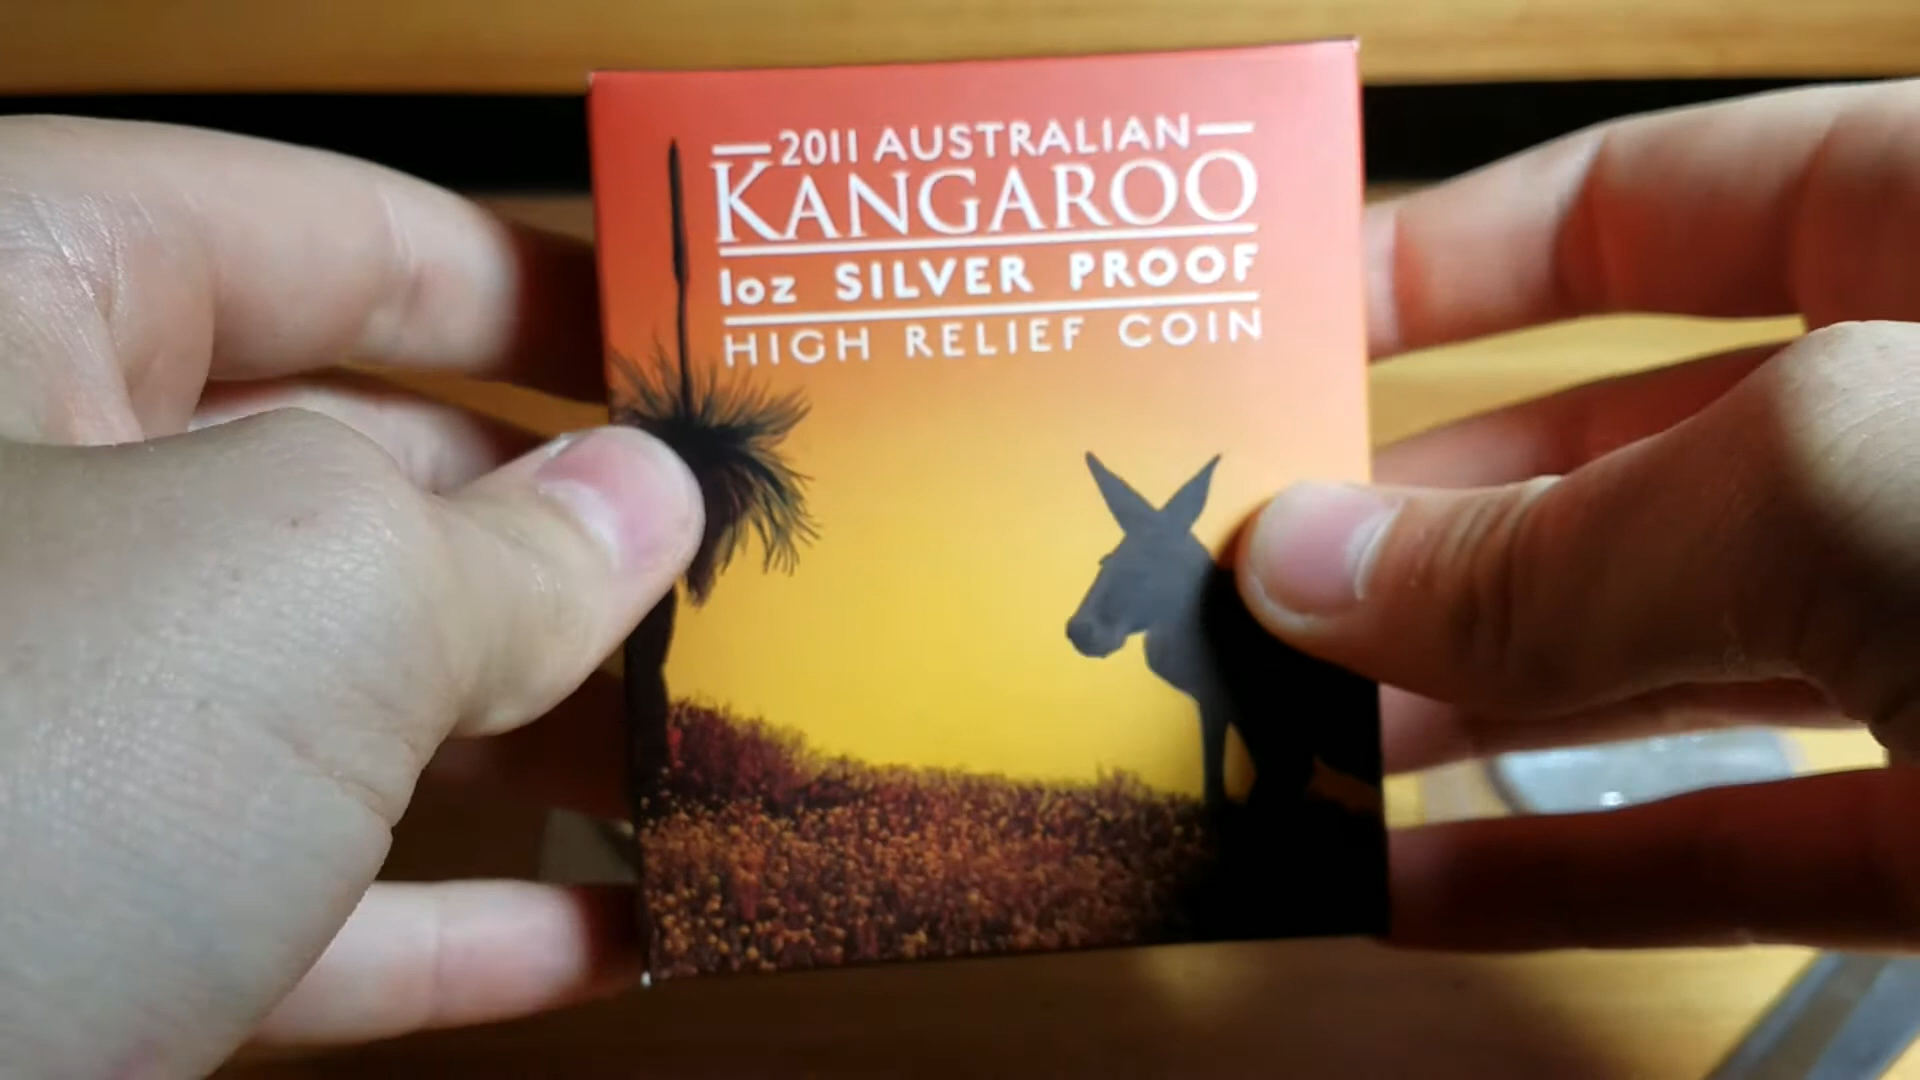 2011 AUSTRALIAN
KANGAROO
1oz SILVER PROOF
HIGH RELIEF COIN